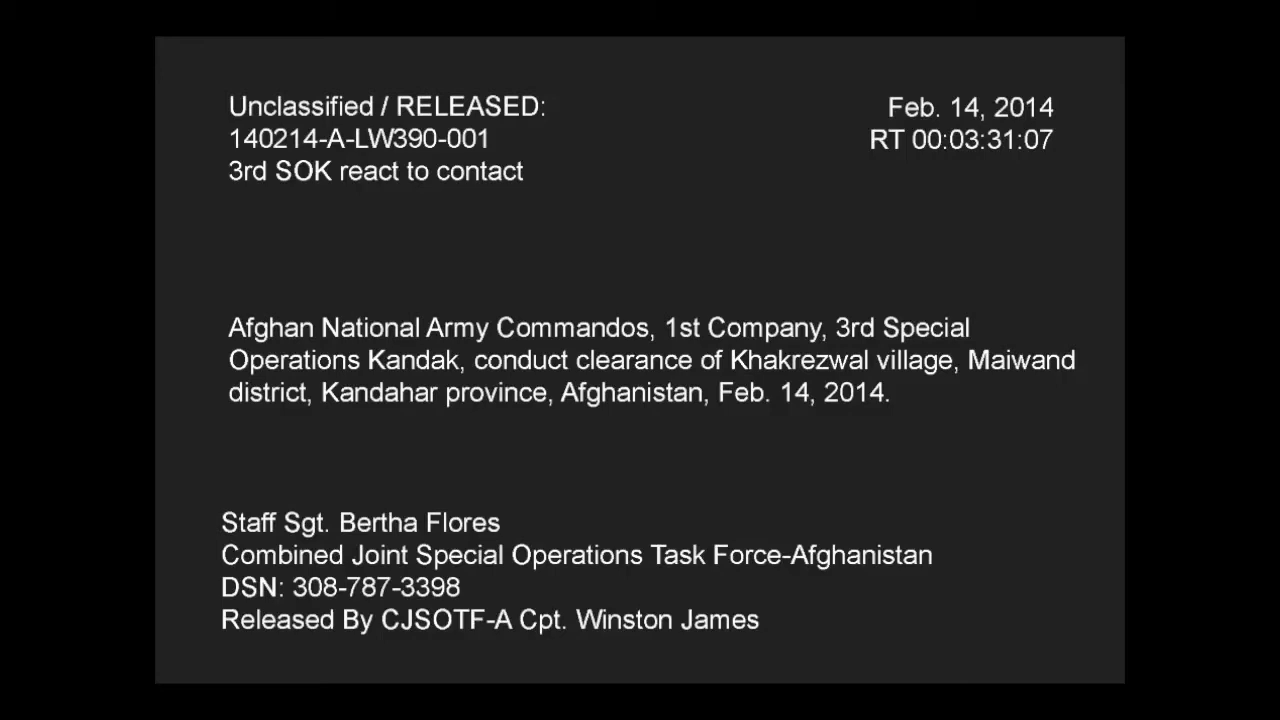 Unclassified / RELEASED:
140214-A-LW390-001
3rd SOK react to contact
Feb. 14, 2014
RT 00:03:31:07
Afghan National Army Commandos, 1st Company, 3rd Special
Operations Kandak, conduct clearance of Khakrezwal village, Maiwand
district, Kandahar province, Afghanistan, Feb. 14, 2014.
Staff Sgt. Bertha Flores
Combined Joint Special Operations Task Force-Afghanistan
DSN: 308-787-3398
Released By CJSOTF-A Cpt. Winston James